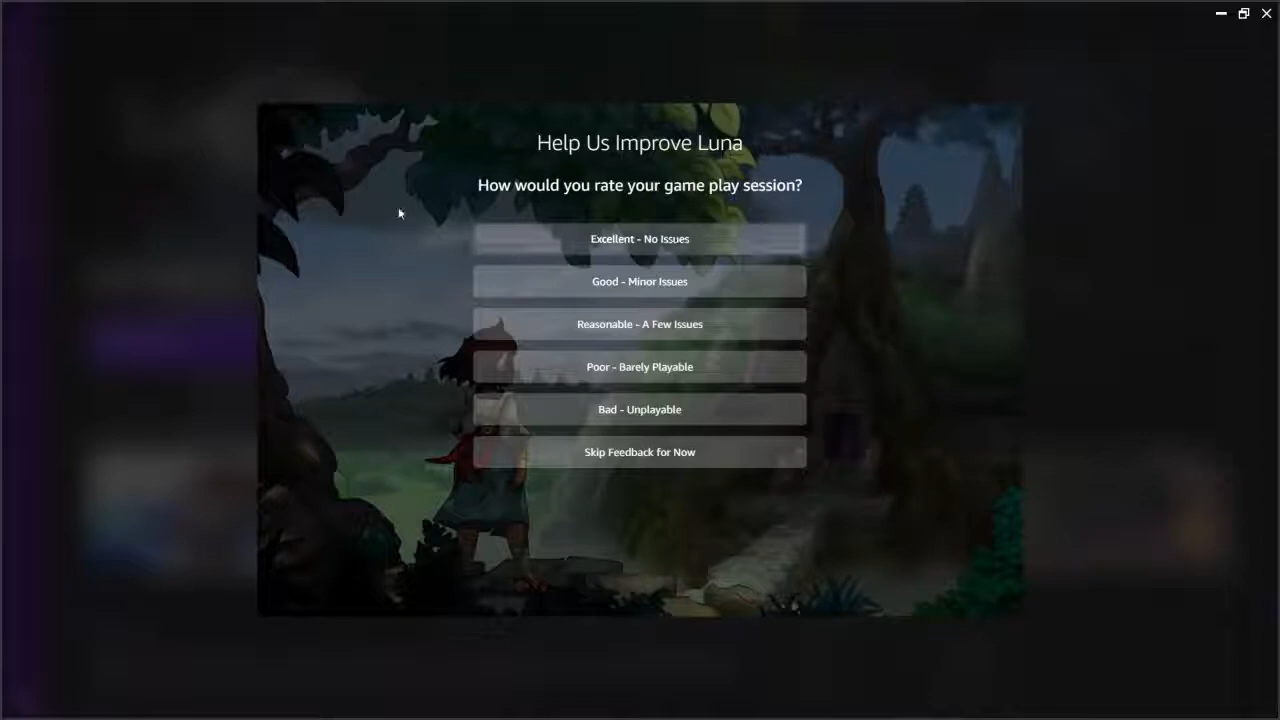 Help Us Improve Luna
How would you rate your game play session?
Excellent - No Issues
Good - Minor Issues
Reasonable - A Few Issues
Poor - Barely Playable
Bad - Unplayable
Skip Feedback for Now